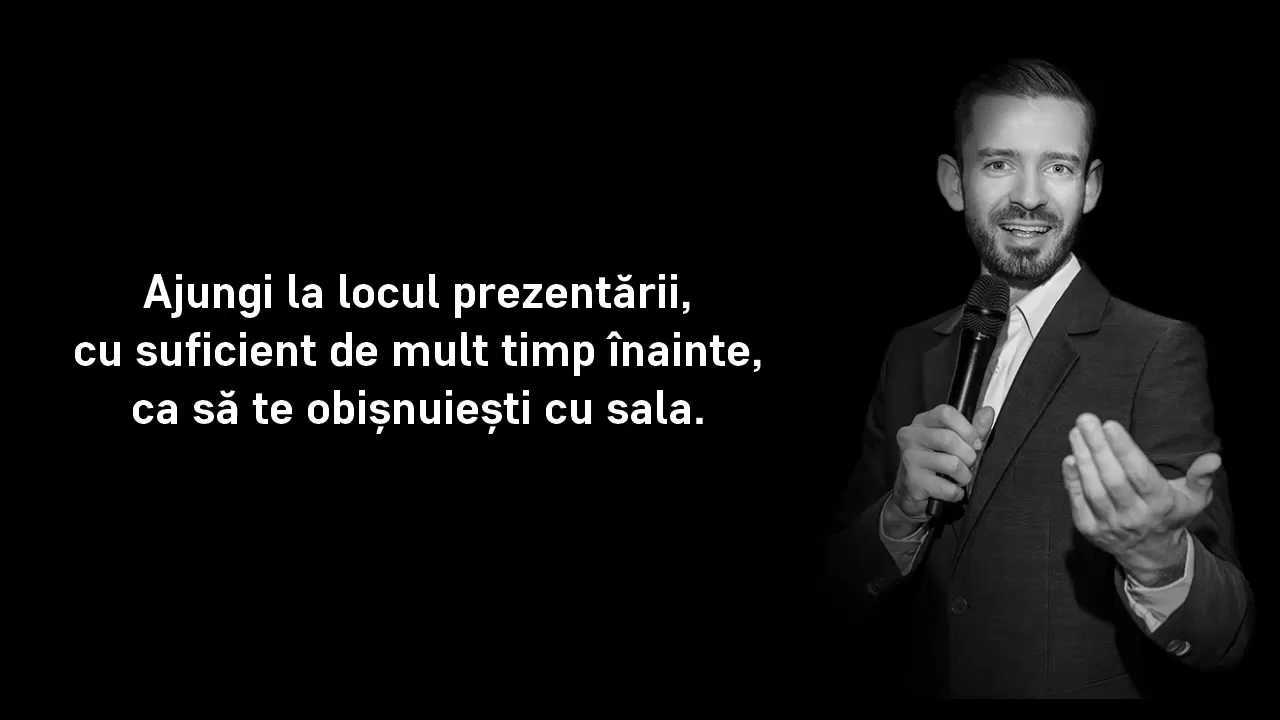 Ajungi la locul prezentării,
cu suficient de mult timp înainte,
ca să te obișnuiești cu sala.